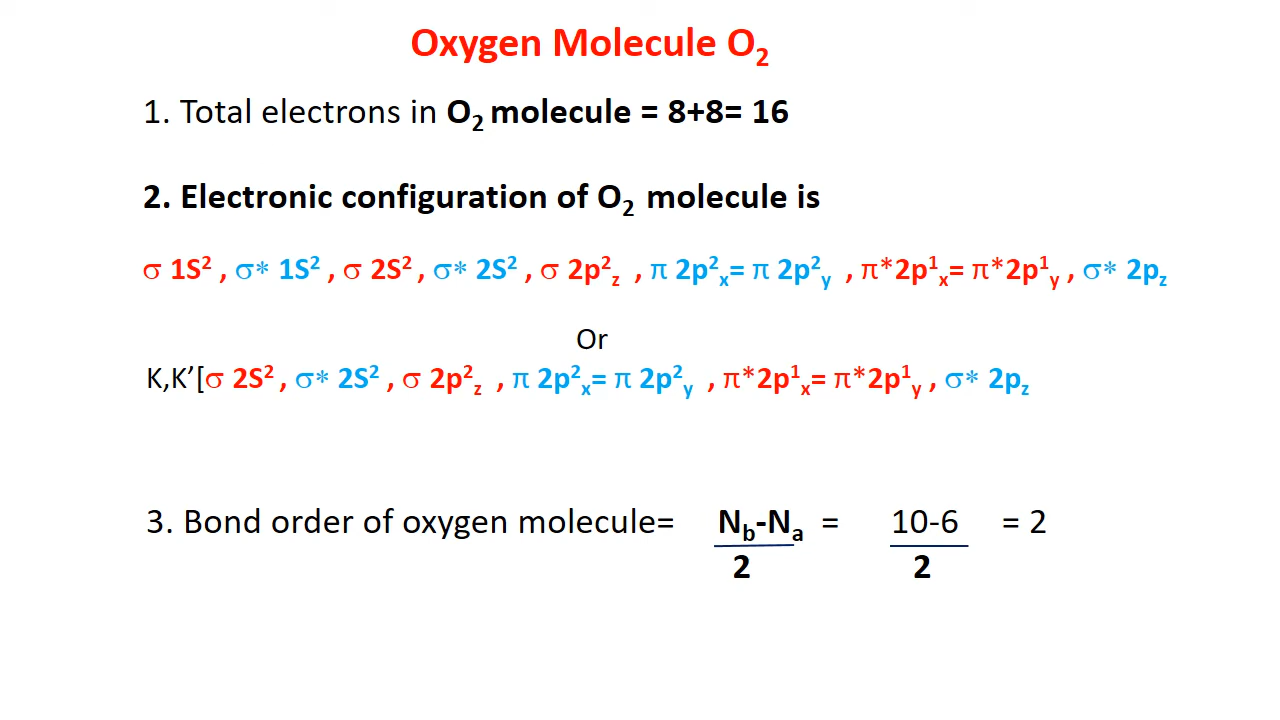 Oxygen Molecule O₂
1. Total electrons in O₂ molecule = 8+8= 16
2. Electronic configuration of O₂ molecule is
σ 1S² , σ* 1S² , σ 2S² , σ* 2S² , σ 2p²z , π 2p²x= π 2p²y , π*2p¹x= π*2p¹y , σ* 2pz
Or
K,K’[σ 2S² , σ* 2S² , σ 2p²z , π 2p²x= π 2p²y , π*2p¹x= π*2p¹y , σ* 2pz
3. Bond order of oxygen molecule= Nb-Na = 10-6 = 2
2 2